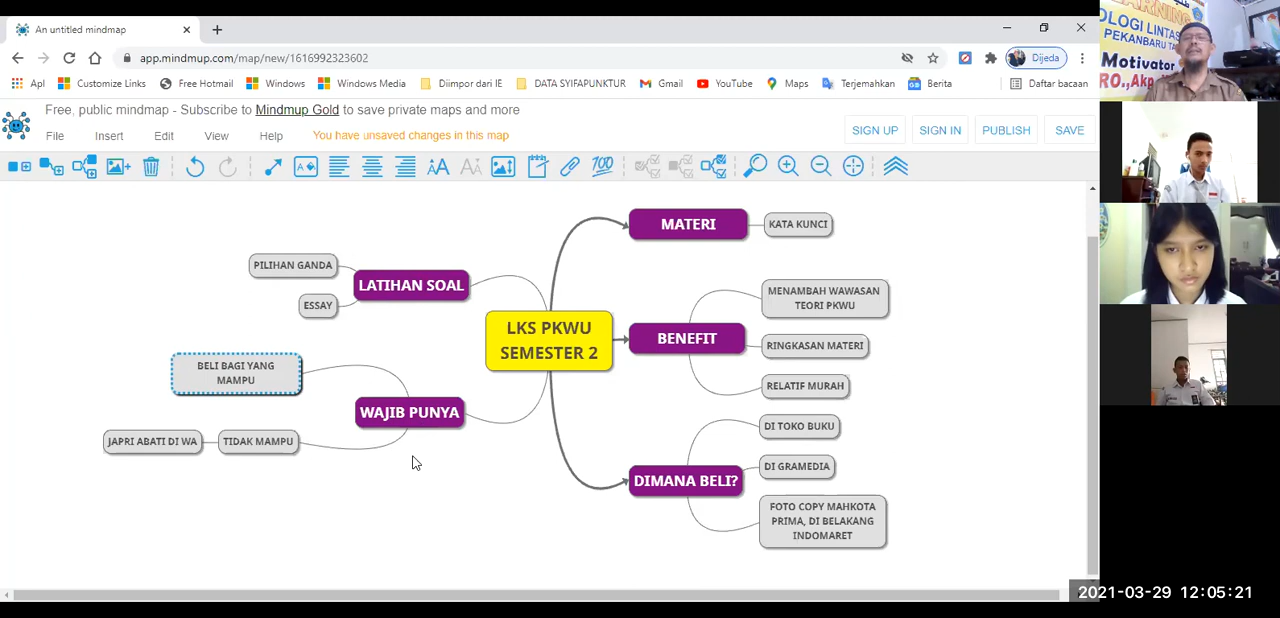 An untitled mindmap
app.mindmup.com/map/new/1616992323602
Dijeda
Apl
Customize Links
Free Hotmail
Windows
Windows Media
Diimpor dari IE
DATA SYIFAPUNKTUR
Gmail
YouTube
Maps
Terjemahkan
Berita
Daftar bacaan
Free, public mindmap - Subscribe to Mindmup Gold to save private maps and more
File
Insert
Edit
View
Help
You have unsaved changes in this map
SIGN UP
SIGN IN
PUBLISH
SAVE
100
LKS PKWU
SEMESTER 2
MATERI
KATA KUNCI
BENEFIT
MENAMBAH WAWASAN
TEORI PKWU
RINGKASAN MATERI
RELATIF MURAH
DIMANA BELI?
DI TOKO BUKU
DI GRAMEDIA
FOTO COPY MAHKOTA
PRIMA, DI BELAKANG
INDOMARET
LATIHAN SOAL
PILIHAN GANDA
ESSAY
WAJIB PUNYA
BELI BAGI YANG
MAMPU
TIDAK MAMPU
JAPRI ABATI DI WA
OLOGI LINTAS
PEKANBARU
Motivator
2021-03-29 12:05:21